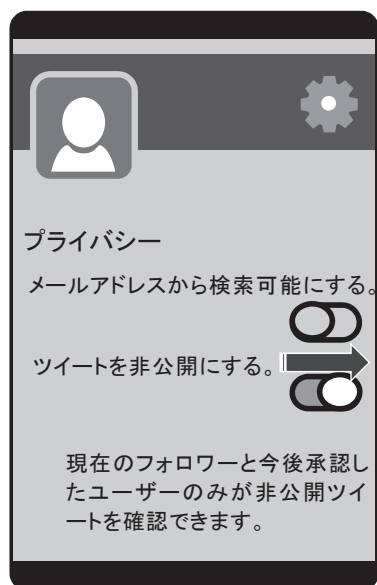 プライバシー
メールアドレスから検索可能にする。
ツイートを非公開にする。
現在のフォロワーと今後承認し
たユーザーのみが非公開ツイ
ートを確認できます。